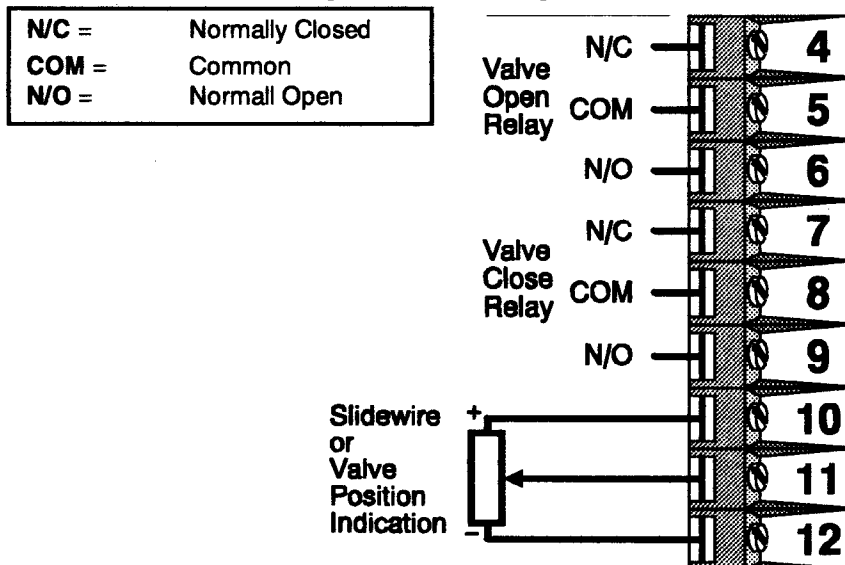 N/C = Normally Closed
COM = Common
N/O = Normall Open
N/C
4
Valve
Open
Relay
COM
5
N/O
6
N/C
7
Valve
Close
Relay
COM
8
N/O
9
Slidewire
or
Valve
Position
Indication
+
10
11
−
12